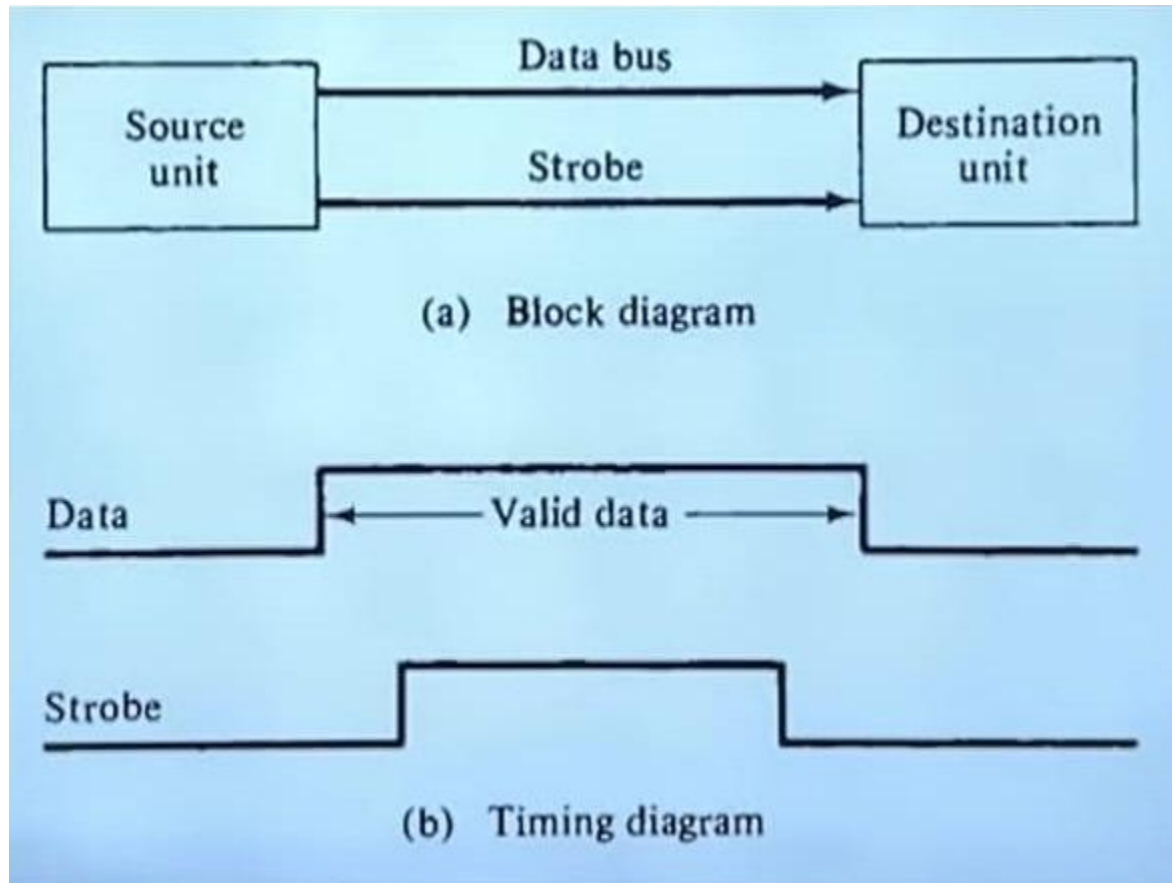 Data bus
Source
unit
Destination
unit
Strobe
(a) Block diagram
Data
Valid data
Strobe
(b) Timing diagram